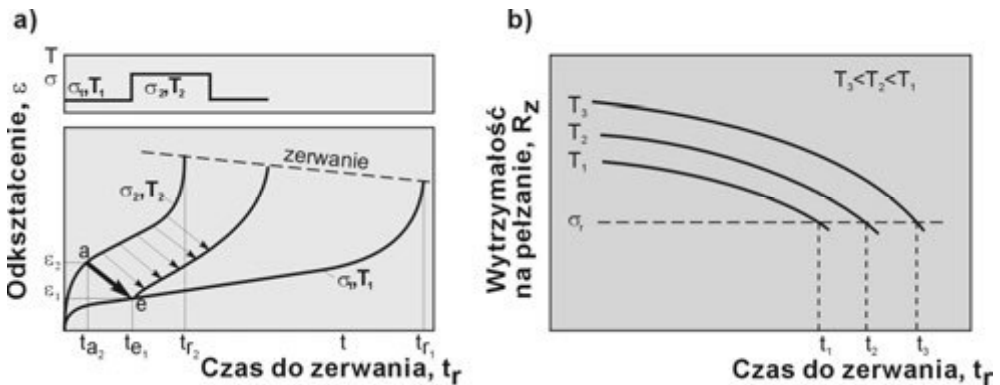 a)
T
σ
σ₁,T₁
σ₂,T₂
Odkształcenie, ε
zerwanie
σ₂,T₂
a
ε₂
ε₁
e
σ₁,T₁
tₐ₂
tₑ₁
tᵣ₂
t
tᵣ₁
Czas do zerwania, tᵣ
b)
T₃<T₂<T₁
Wytrzymałość
na pełzanie, R_Z
T₃
T₂
T₁
σᵣ
t₁
t₂
t₃
Czas do zerwania, tᵣ